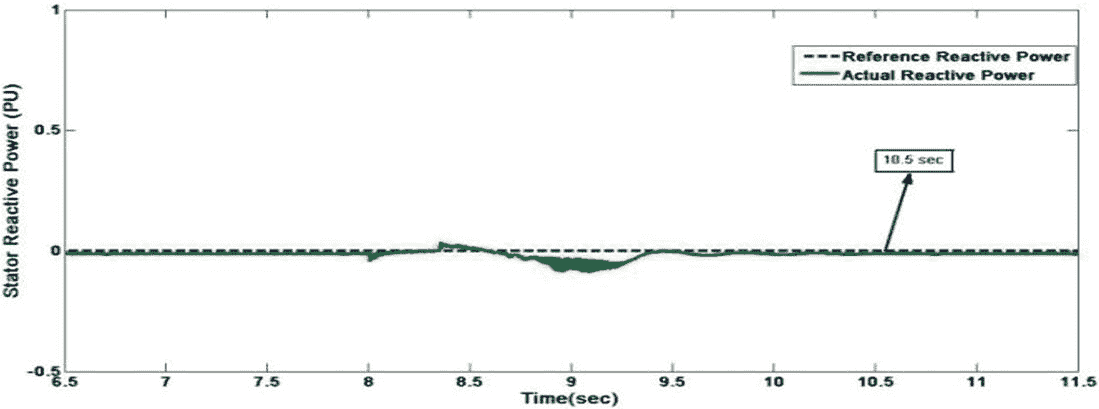 1
Reference Reactive Power
Actual Reactive Power
Stator Reactive Power (PU)
0.5
10.5 sec
0
-0.5
6.5 7 7.5 8 8.5 9 9.5 10 10.5 11 11.5
Time(sec)